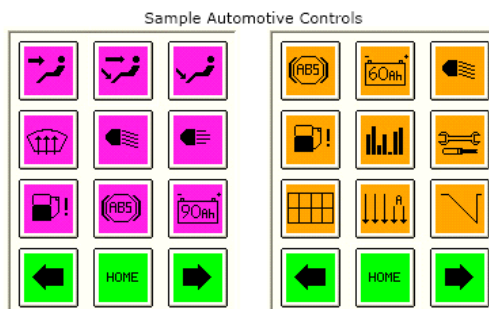 Sample Automotive Controls
ABS
60Ah
!
!
A
!
ABS
90Ah
HOME
HOME